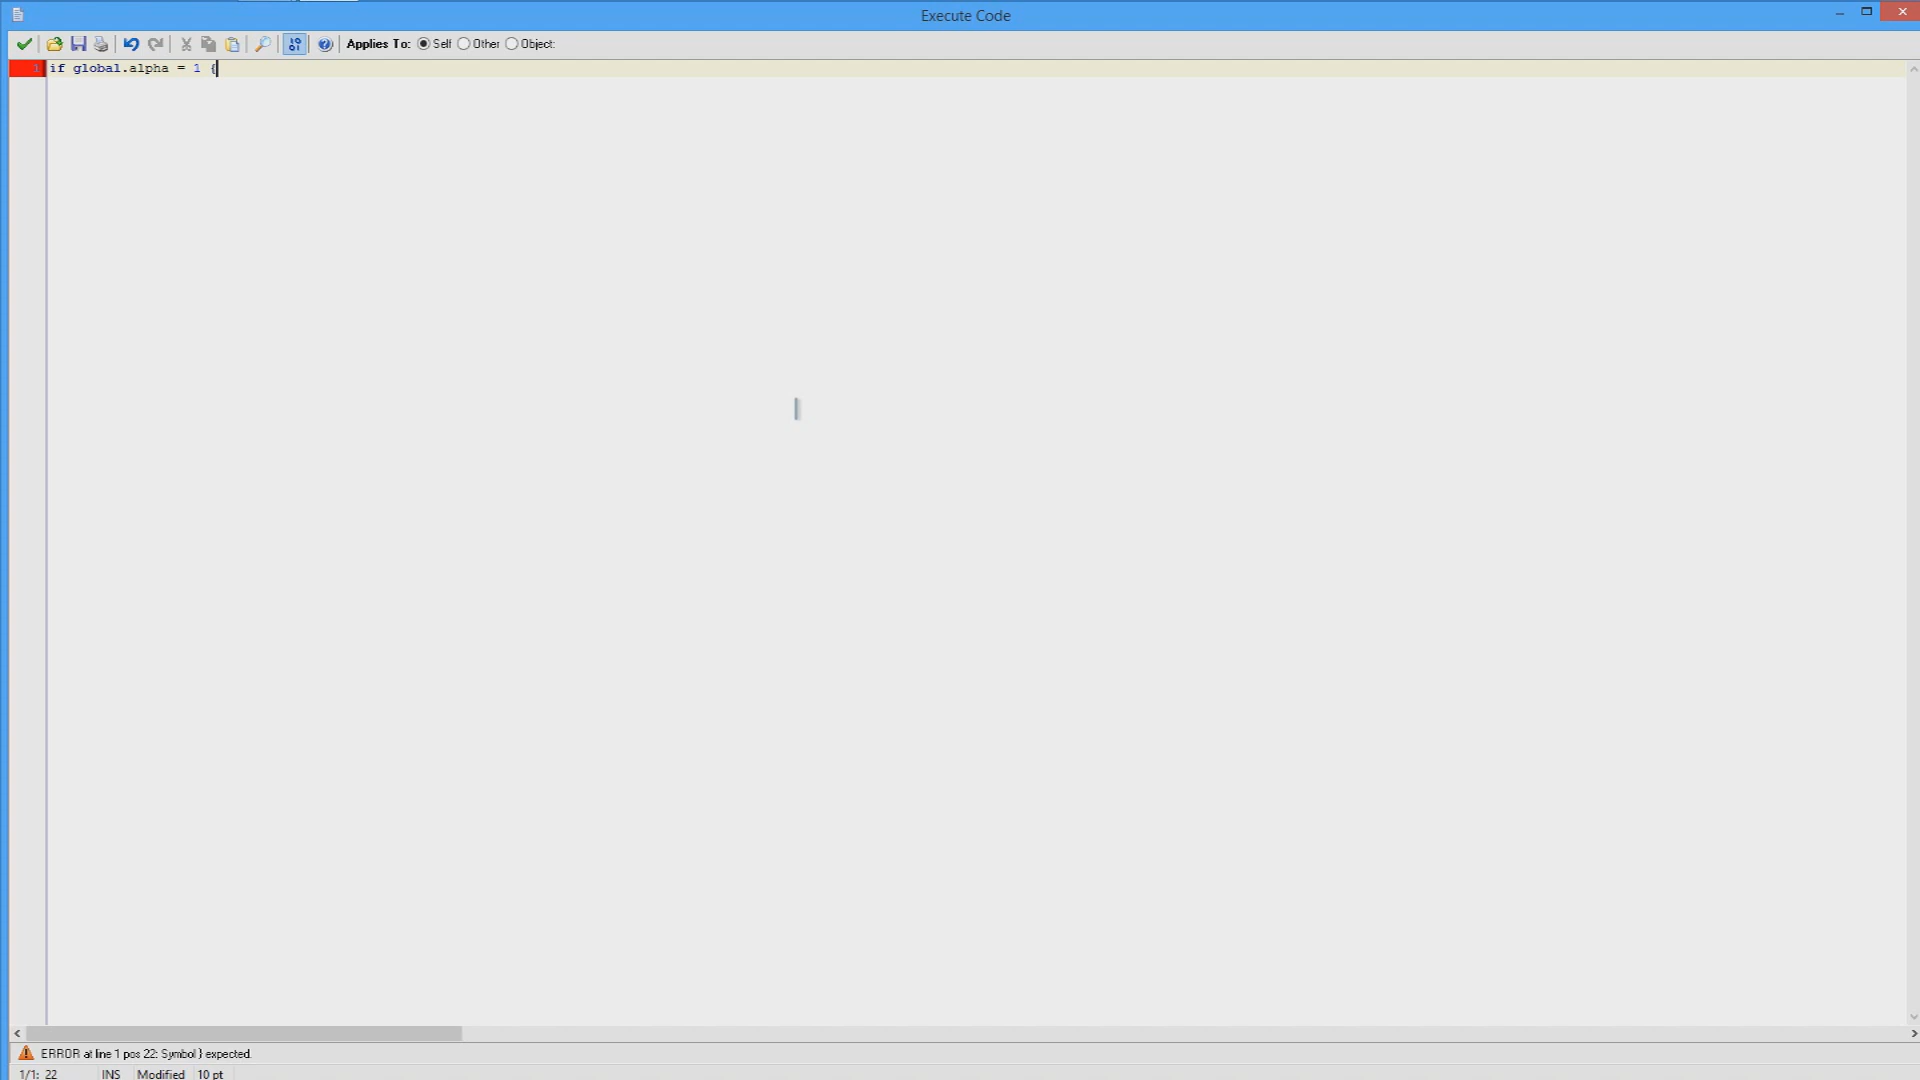 Execute Code
Applies To: Self Other Object:
1 if global.alpha = 1 {
ERROR at line 1 pos 22: Symbol } expected.
1/1: 22 INS Modified 10 pt